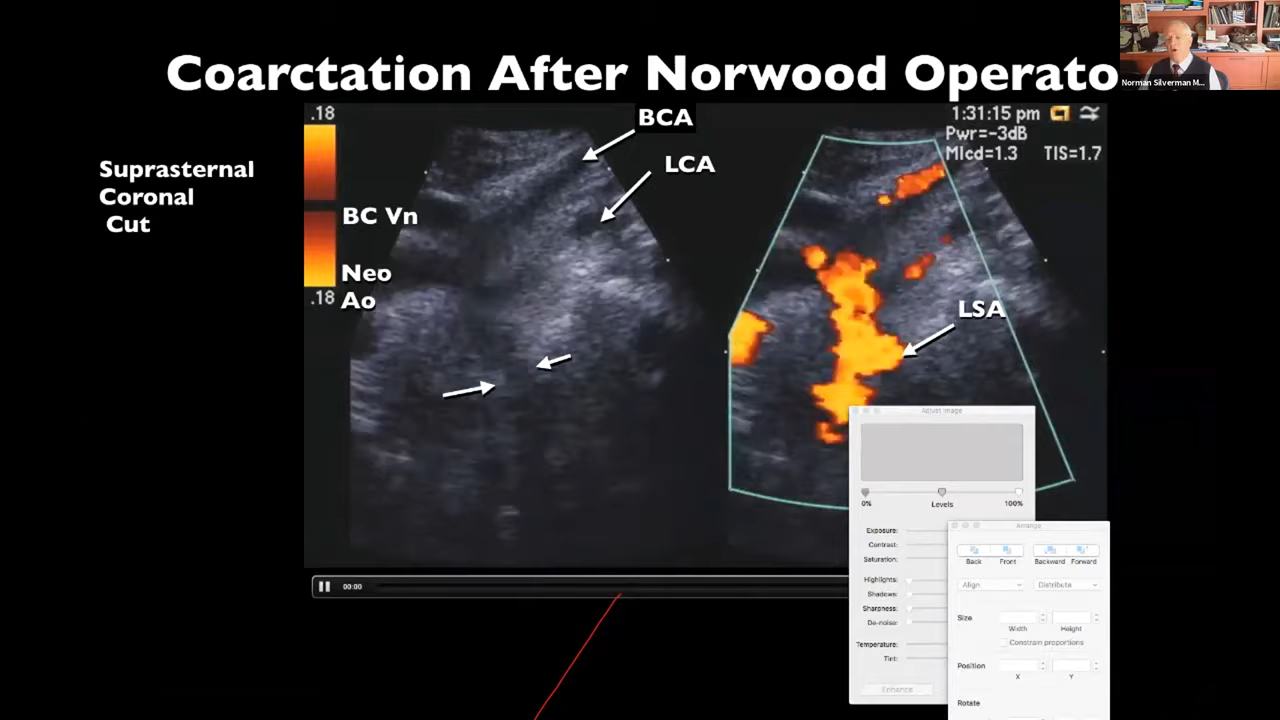 Coarctation After Norwood Operato
Norman Silverman M...
Suprasternal
Coronal
Cut
.18
BC Vn
Neo
.18 Ao
BCA
LCA
1:31:15 pm
Pwr=-3dB
MIcd=1.3 TIS=1.7
LSA
00:00
Adjust Image
0% Levels 100%
Exposure:
Contrast:
Saturation:
Highlights:
Shadows:
Sharpness:
De-noise:
Temperature:
Tint:
Enhance
Arrange
Back Front Backward Forward
Align Distribute
Size
Width Height
Constrain proportions
Position
X Y
Rotate